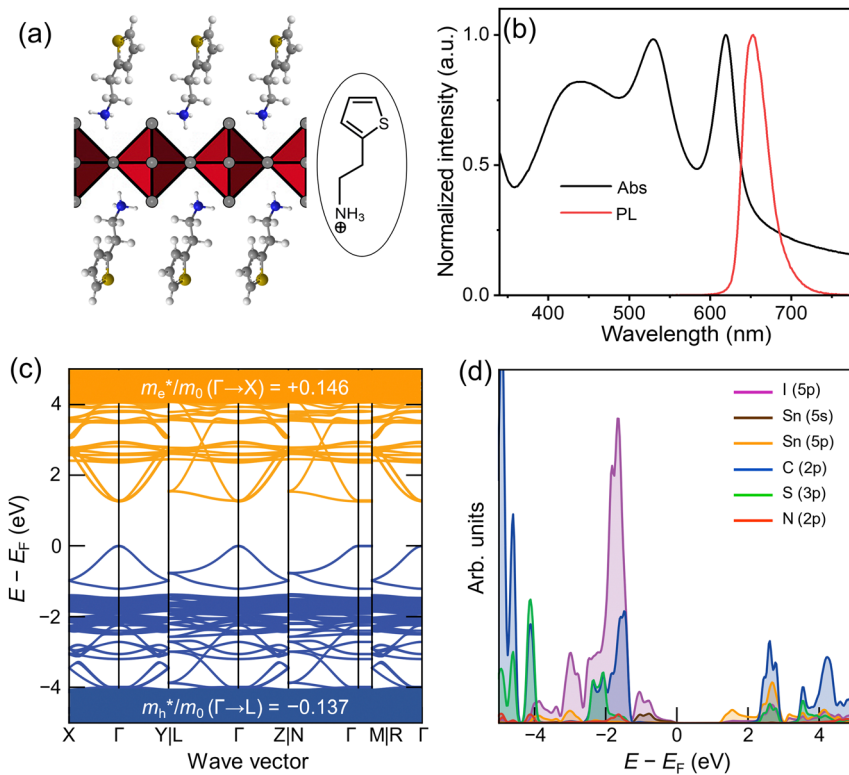 (a)
S
NH₃
⊕
(b)
Normalized intensity (a.u.)
1.0
0.5
0.0
Abs
PL
400 500 600 700
Wavelength (nm)
(c)
mₑ*/m₀ (Γ→X) = +0.146
E − E_F (eV)
4
2
0
−2
−4
mₕ*/m₀ (Γ→L) = −0.137
X Γ Y|L Γ Z|N Γ M|R Γ
Wave vector
(d)
Arb. units
I (5p)
Sn (5s)
Sn (5p)
C (2p)
S (3p)
N (2p)
−4 −2 0 2 4
E − E_F (eV)